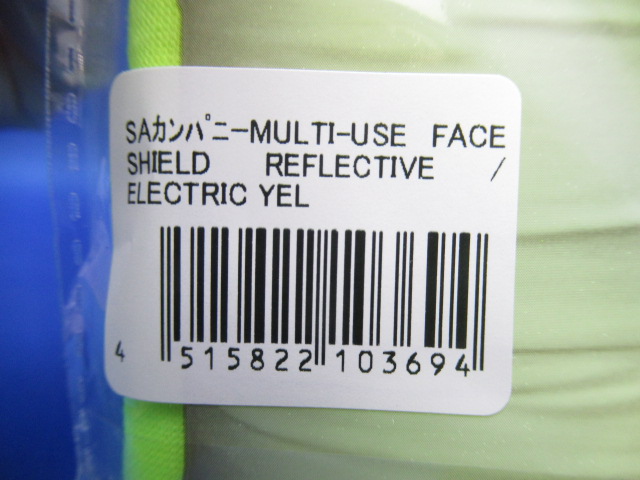 SAｶﾝﾊﾟﾆｰMULTI-USE FACE
SHIELD REFLECTIVE /
ELECTRIC YEL
4 515822 103694